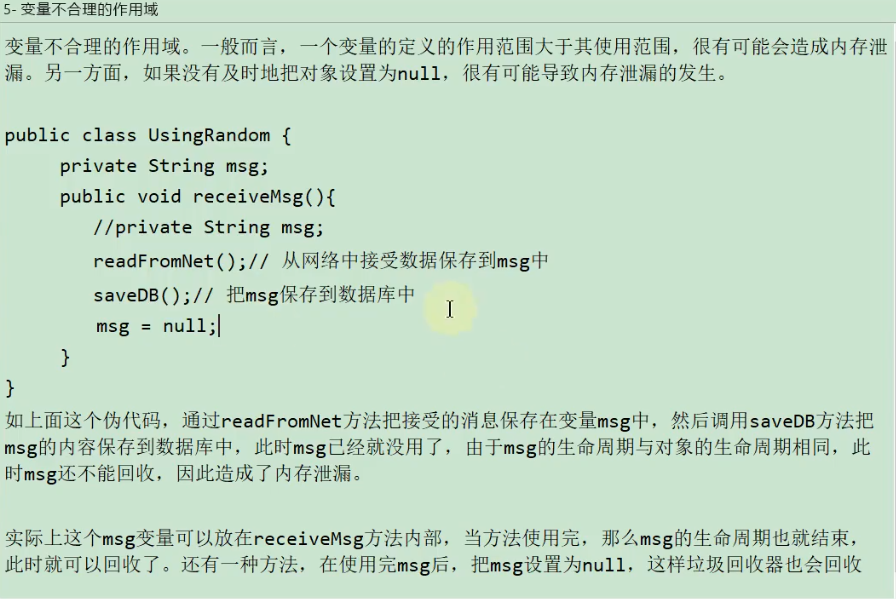 5- 变量不合理的作用域
变量不合理的作用域。一般而言，一个变量的定义的作用范围大于其使用范围，很有可能会造成内存泄
漏。另一方面，如果没有及时地把对象设置为null，很有可能导致内存泄漏的发生。
public class UsingRandom {
private String msg;
public void receiveMsg(){
//private String msg;
readFromNet();// 从网络中接受数据保存到msg中
saveDB();// 把msg保存到数据库中
msg = null;
}
}
如上面这个伪代码，通过readFromNet方法把接受的消息保存在变量msg中，然后调用saveDB方法把
msg的内容保存到数据库中，此时msg已经就没用了，由于msg的生命周期与对象的生命周期相同，此
时msg还不能回收，因此造成了内存泄漏。
实际上这个msg变量可以放在receiveMsg方法内部，当方法使用完，那么msg的生命周期也就结束，
此时就可以回收了。还有一种方法，在使用完msg后，把msg设置为null，这样垃圾回收器也会回收